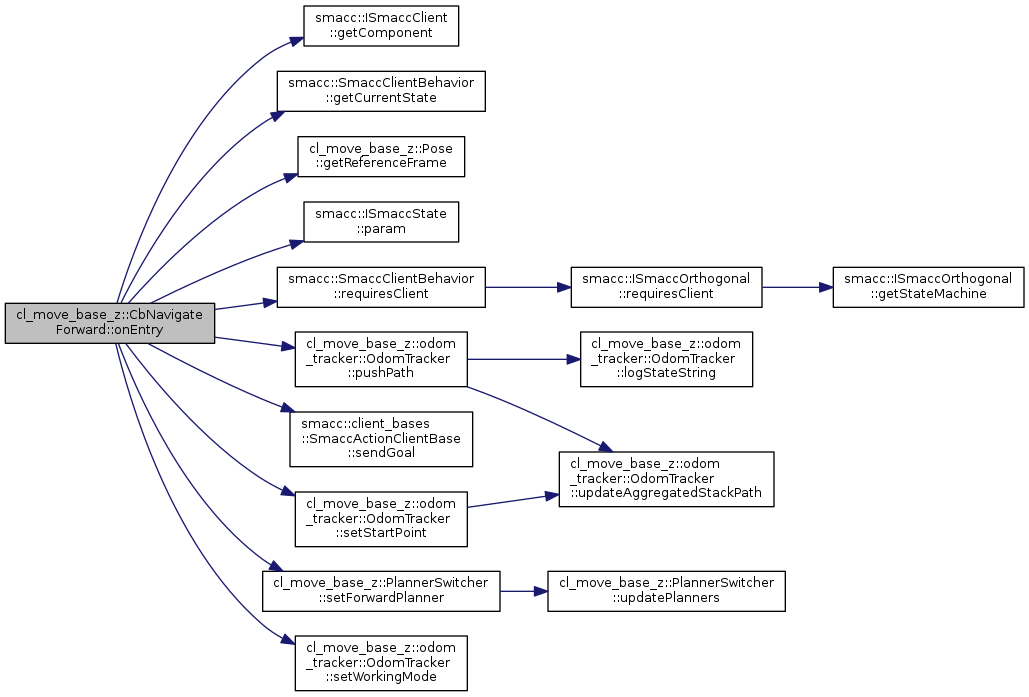 smacc::ISmaccClient
::getComponent
smacc::SmaccClientBehavior
::getCurrentState
cl_move_base_z::Pose
::getReferenceFrame
smacc::ISmaccState
::param
cl_move_base_z::CbNavigate
Forward::onEntry
smacc::SmaccClientBehavior
::requiresClient
smacc::ISmaccOrthogonal
::requiresClient
smacc::ISmaccOrthogonal
::getStateMachine
cl_move_base_z::odom
_tracker::OdomTracker
::pushPath
cl_move_base_z::odom
_tracker::OdomTracker
::logStateString
smacc::client_bases
::SmaccActionClientBase
::sendGoal
cl_move_base_z::odom
_tracker::OdomTracker
::updateAggregatedStackPath
cl_move_base_z::odom
_tracker::OdomTracker
::setStartPoint
cl_move_base_z::PlannerSwitcher
::setForwardPlanner
cl_move_base_z::PlannerSwitcher
::updatePlanners
cl_move_base_z::odom
_tracker::OdomTracker
::setWorkingMode